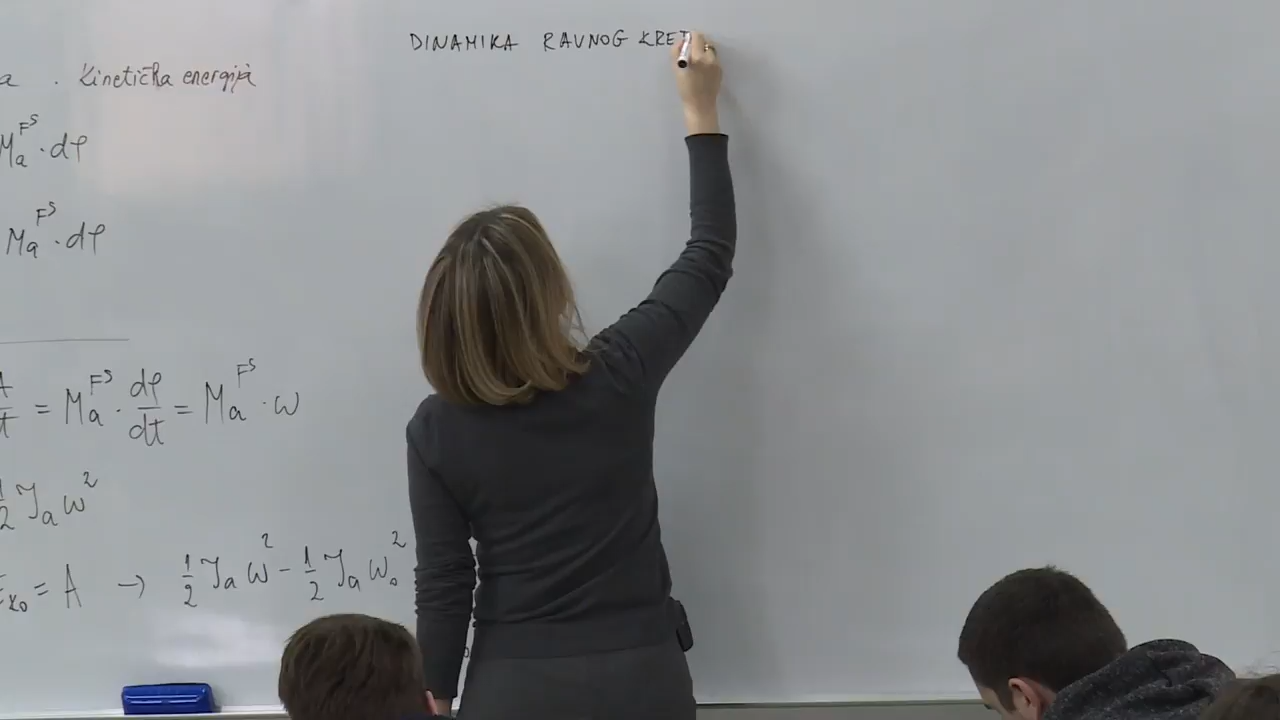 DINAMIKA RAVNOG KRET
a . Kinetička energija
Ma^FS · dφ
Ma^FS · dφ
A/t = Ma^FS · dφ/dt = Ma^FS · ω
1/2 Ja ω²
Eko = A → 1/2 Ja ω² - 1/2 Ja ω₀²